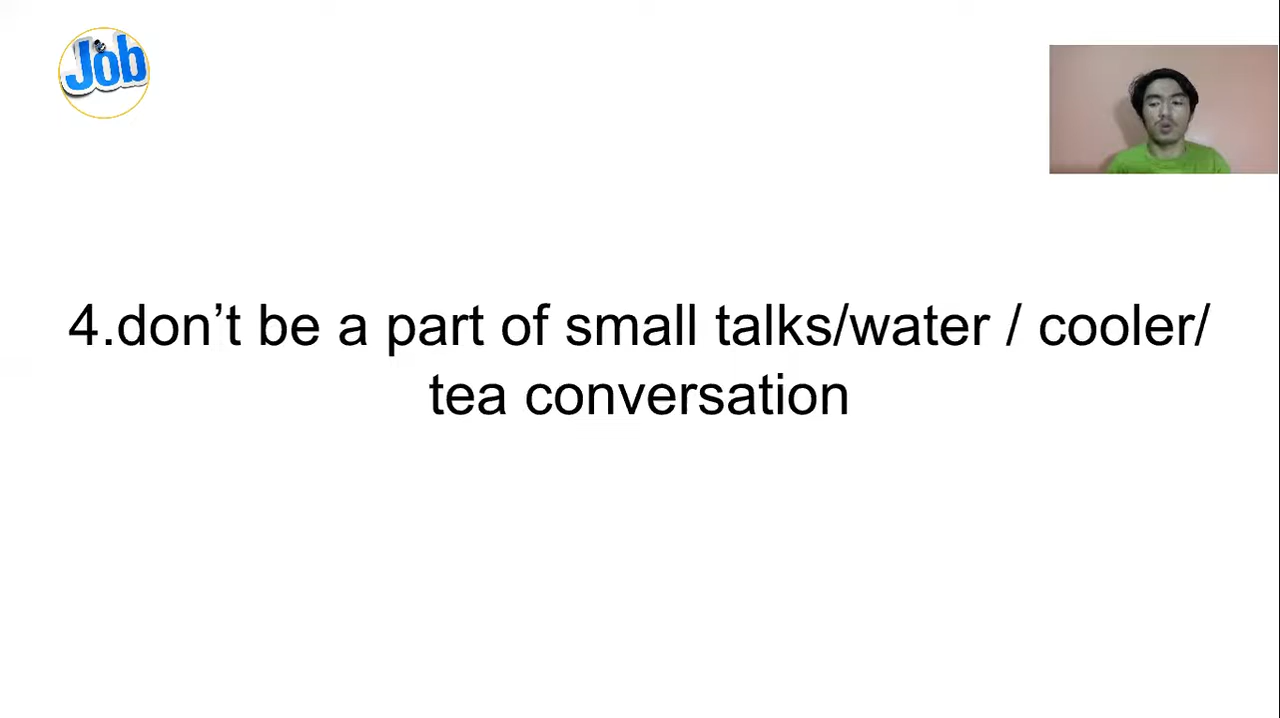 Job
4.don’t be a part of small talks/water / cooler/
tea conversation